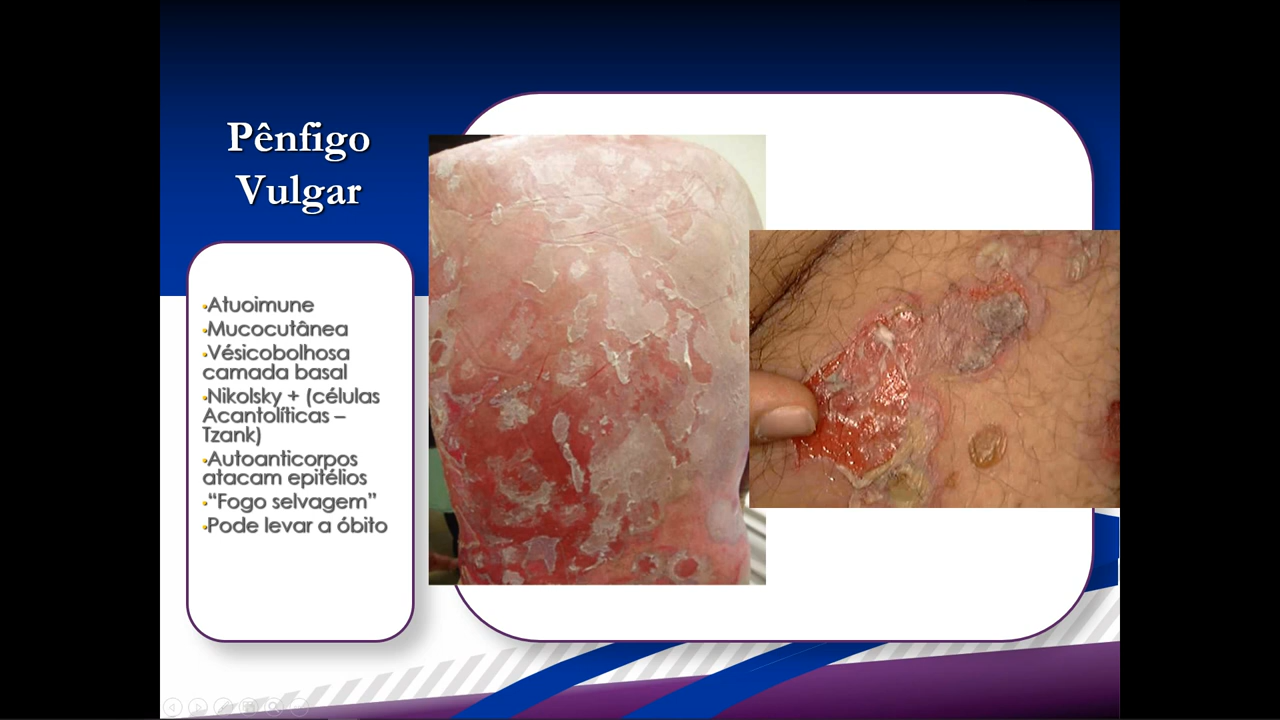 Pênfigo
Vulgar
•Atuoimune
•Mucocutânea
•Vésicobolhosa
camada basal
•Nikolsky + (células
Acantolíticas –
Tzank)
•Autoanticorpos
atacam epitélios
•“Fogo selvagem”
•Pode levar a óbito